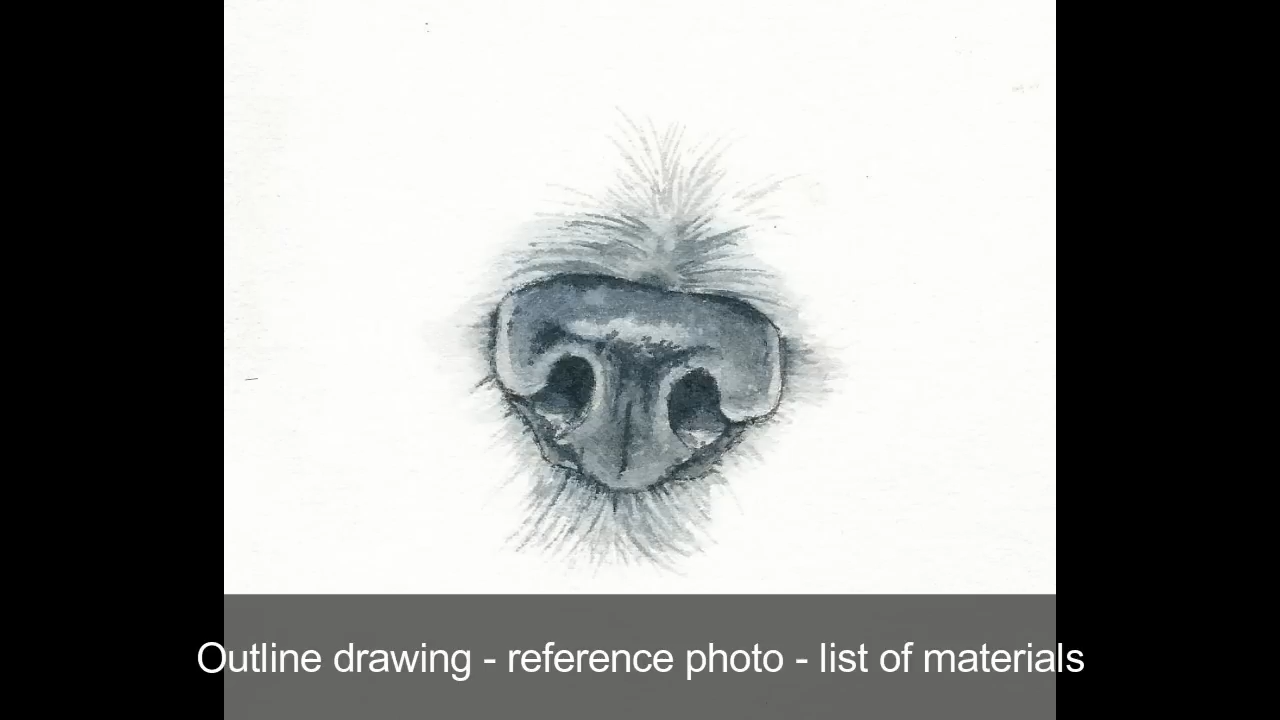 Outline drawing - reference photo - list of materials